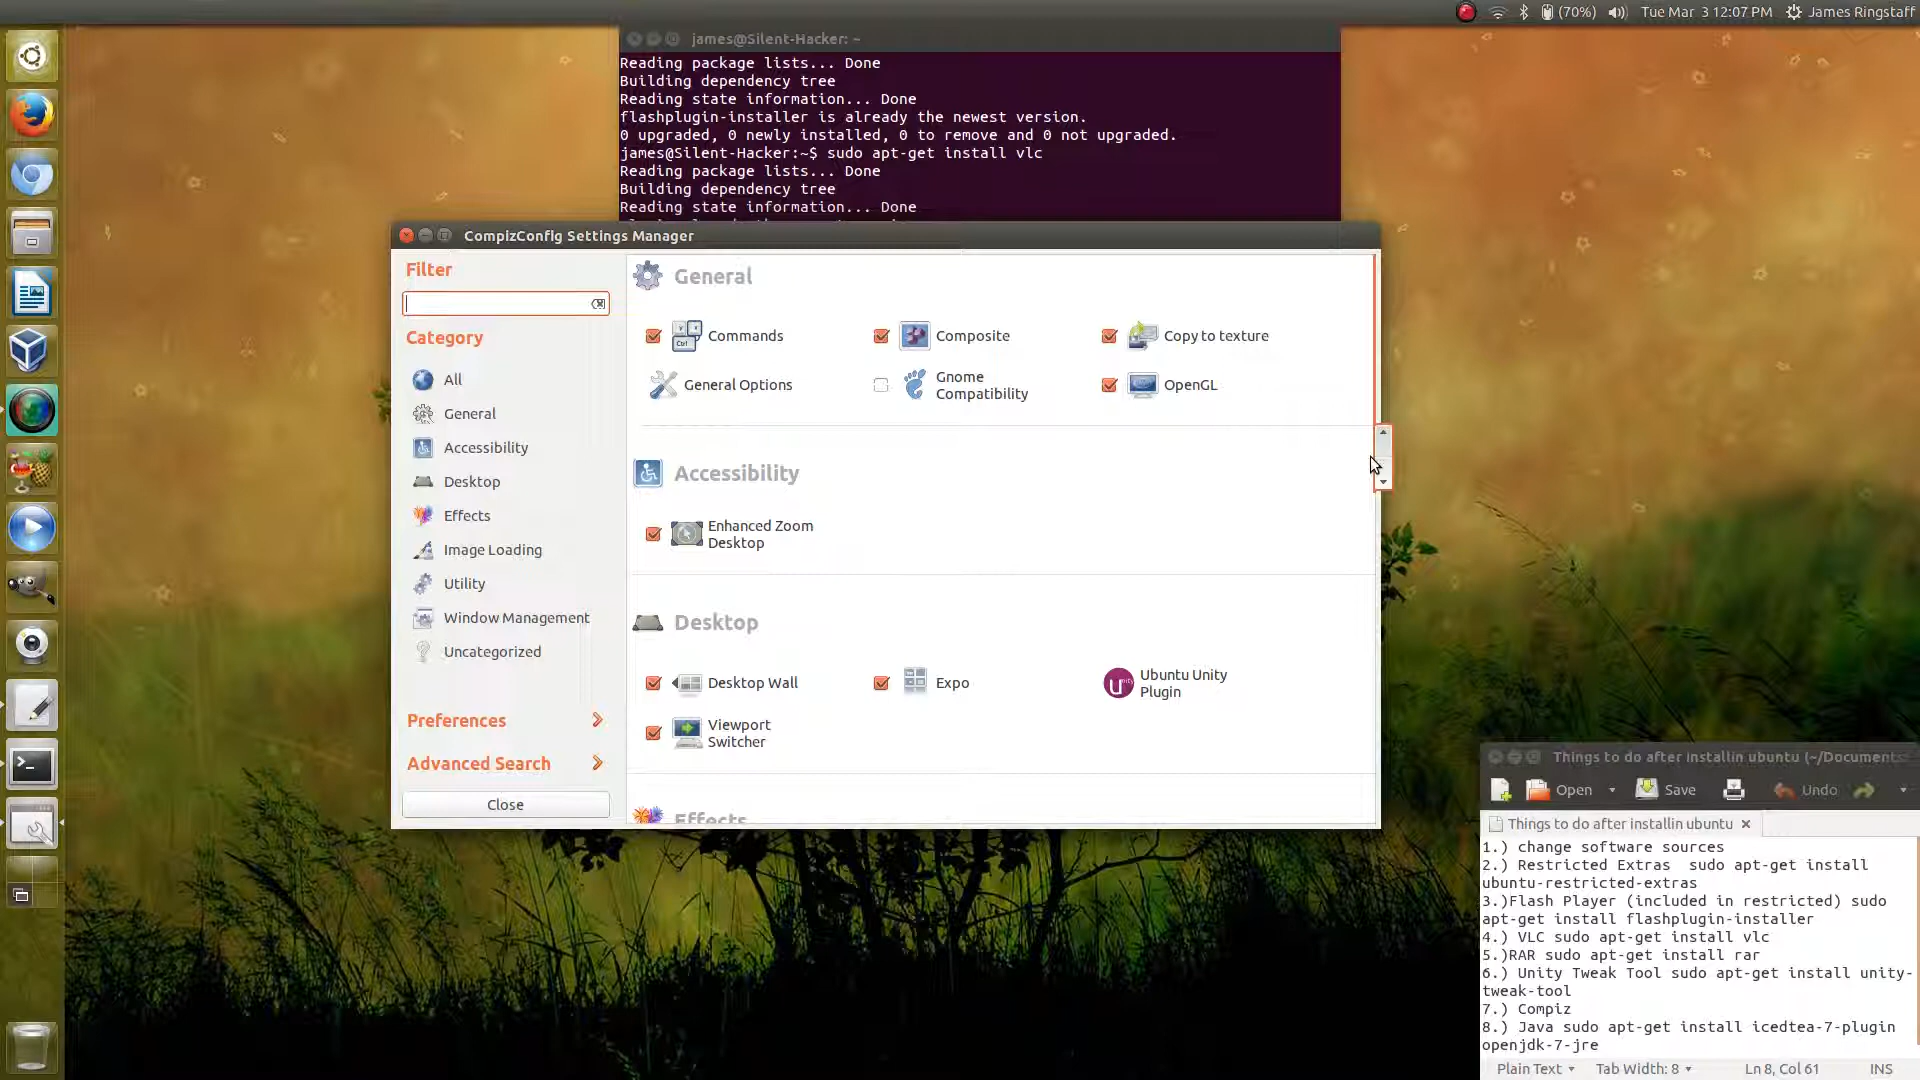 (70%) Tue Mar 3 12:07 PM James Ringstaff
james@Silent-Hacker: ~
Reading package lists... Done
Building dependency tree
Reading state information... Done
flashplugin-installer is already the newest version.
0 upgraded, 0 newly installed, 0 to remove and 0 not upgraded.
james@Silent-Hacker:~$ sudo apt-get install vlc
Reading package lists... Done
Building dependency tree
Reading state information... Done
CompizConfig Settings Manager
Filter
Category
All
General
Accessibility
Desktop
Effects
Image Loading
Utility
Window Management
Uncategorized
Preferences
Advanced Search
Close
General
Commands
Composite
Copy to texture
General Options
Gnome
Compatibility
OpenGL
Accessibility
Enhanced Zoom
Desktop
Desktop
Desktop Wall
Expo
Ubuntu Unity
Plugin
Viewport
Switcher
Effects
Things to do after installin ubuntu (~/Documents
Open Save Undo
Things to do after installin ubuntu
1.) change software sources
2.) Restricted Extras  sudo apt-get install
ubuntu-restricted-extras
3.)Flash Player (included in restricted) sudo
apt-get install flashplugin-installer
4.) VLC sudo apt-get install vlc
5.)RAR sudo apt-get install rar
6.) Unity Tweak Tool sudo apt-get install unity-
tweak-tool
7.) Compiz
8.) Java sudo apt-get install icedtea-7-plugin
openjdk-7-jre
Plain Text Tab Width: 8 Ln 8, Col 61 INS